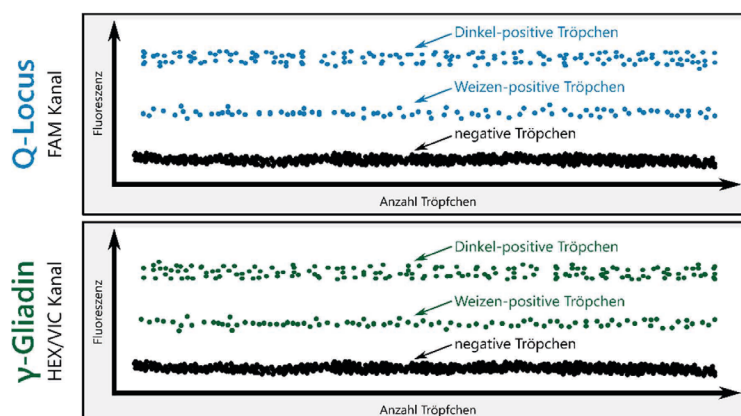 Q-Locus
FAM Kanal
Fluoreszenz
Dinkel-positive Tröpchen
Weizen-positive Tröpchen
negative Tröpchen
Anzahl Tröpfchen
γ-Gliadin
HEX/VIC Kanal
Fluoreszenz
Dinkel-positive Tröpchen
Weizen-positive Tröpchen
negative Tröpchen
Anzahl Tröpfchen